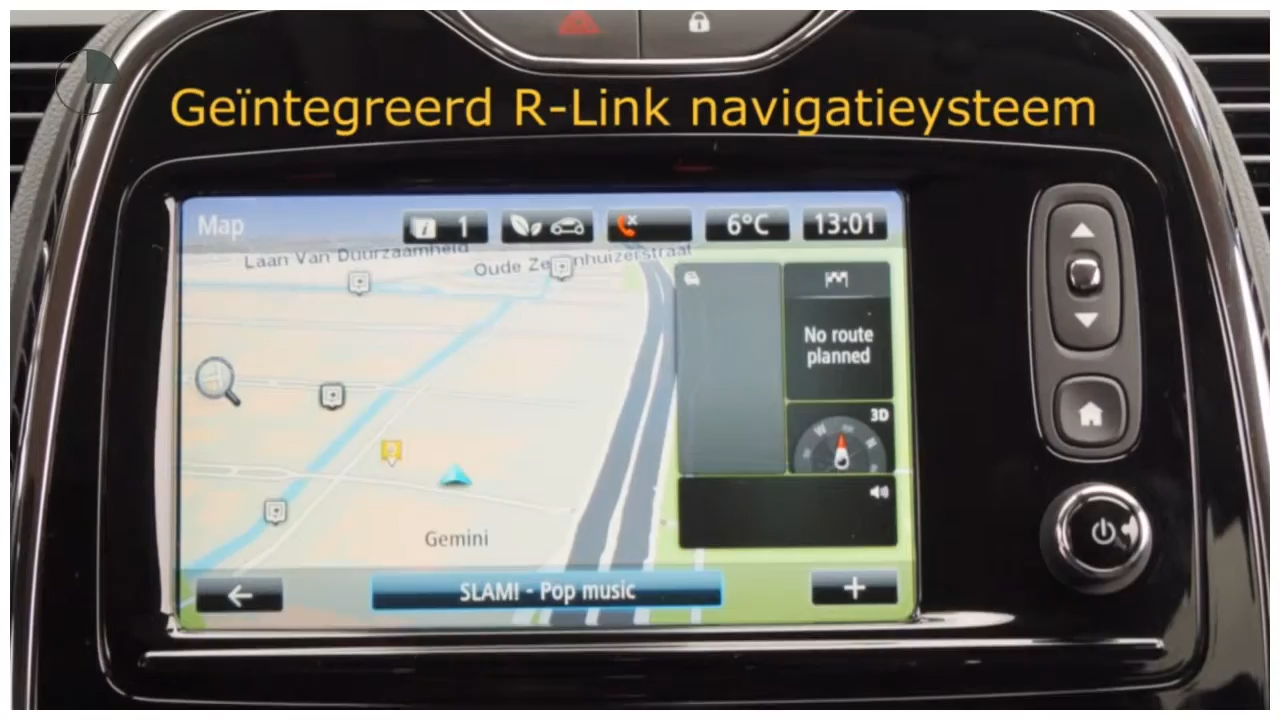 Geïntegreerd R-Link navigatieysteem
Map
1
6°C
13:01
Laan Van Duurzaamheid
Oude Ze nhuizerstraat
No route
planned
3D
W
N
Gemini
SLAM! - Pop music